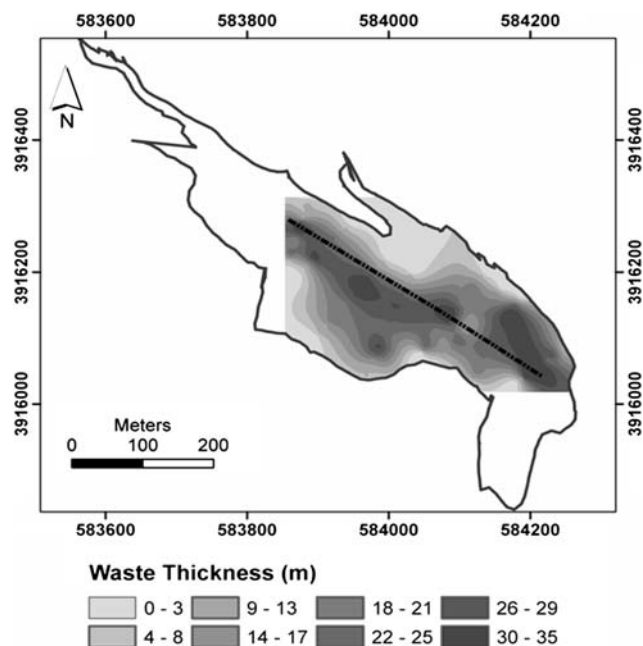 583600 583800 584000 584200
3916400 3916400
N
3916200 3916200
3916000 3916000
Meters
0 100 200
583600 583800 584000 584200
Waste Thickness (m)
0 - 3 9 - 13 18 - 21 26 - 29
4 - 8 14 - 17 22 - 25 30 - 35